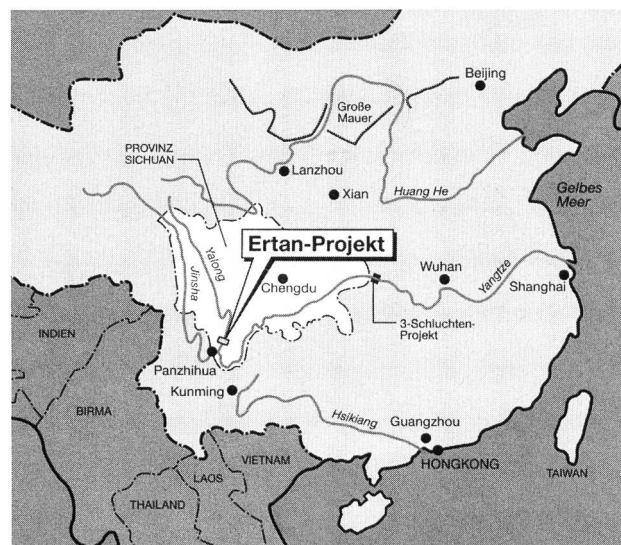 Beijing
Große
Mauer
PROVINZ
SICHUAN
Lanzhou
Xian
Huang He
Gelbes
Meer
Ertan-Projekt
Yalong
Jinsha
Chengdu
Wuhan
Yangtze
Shanghai
3-Schluchten-
Projekt
INDIEN
Panzhihua
Kunming
BIRMA
Hsikiang
Guangzhou
HONGKONG
TAIWAN
VIETNAM
LAOS
THAILAND